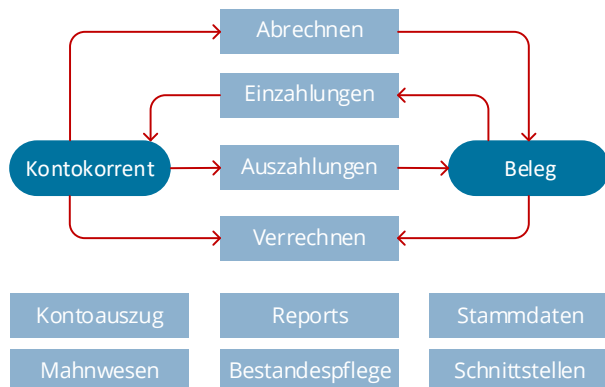 Abrechnen
Einzahlungen
Kontokorrent
Auszahlungen
Beleg
Verrechnen
Kontoauszug
Reports
Stammdaten
Mahnwesen
Bestandespflege
Schnittstellen